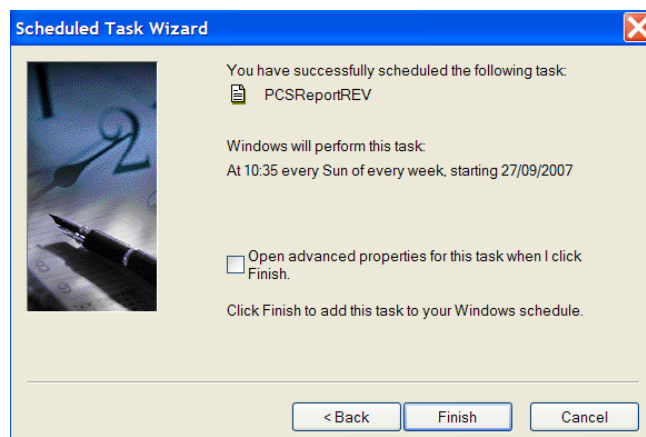 Scheduled Task Wizard
You have successfully scheduled the following task:
PCSReportREV
Windows will perform this task:
At 10:35 every Sun of every week, starting 27/09/2007
Open advanced properties for this task when I click
Finish.
Click Finish to add this task to your Windows schedule.
< Back
Finish
Cancel